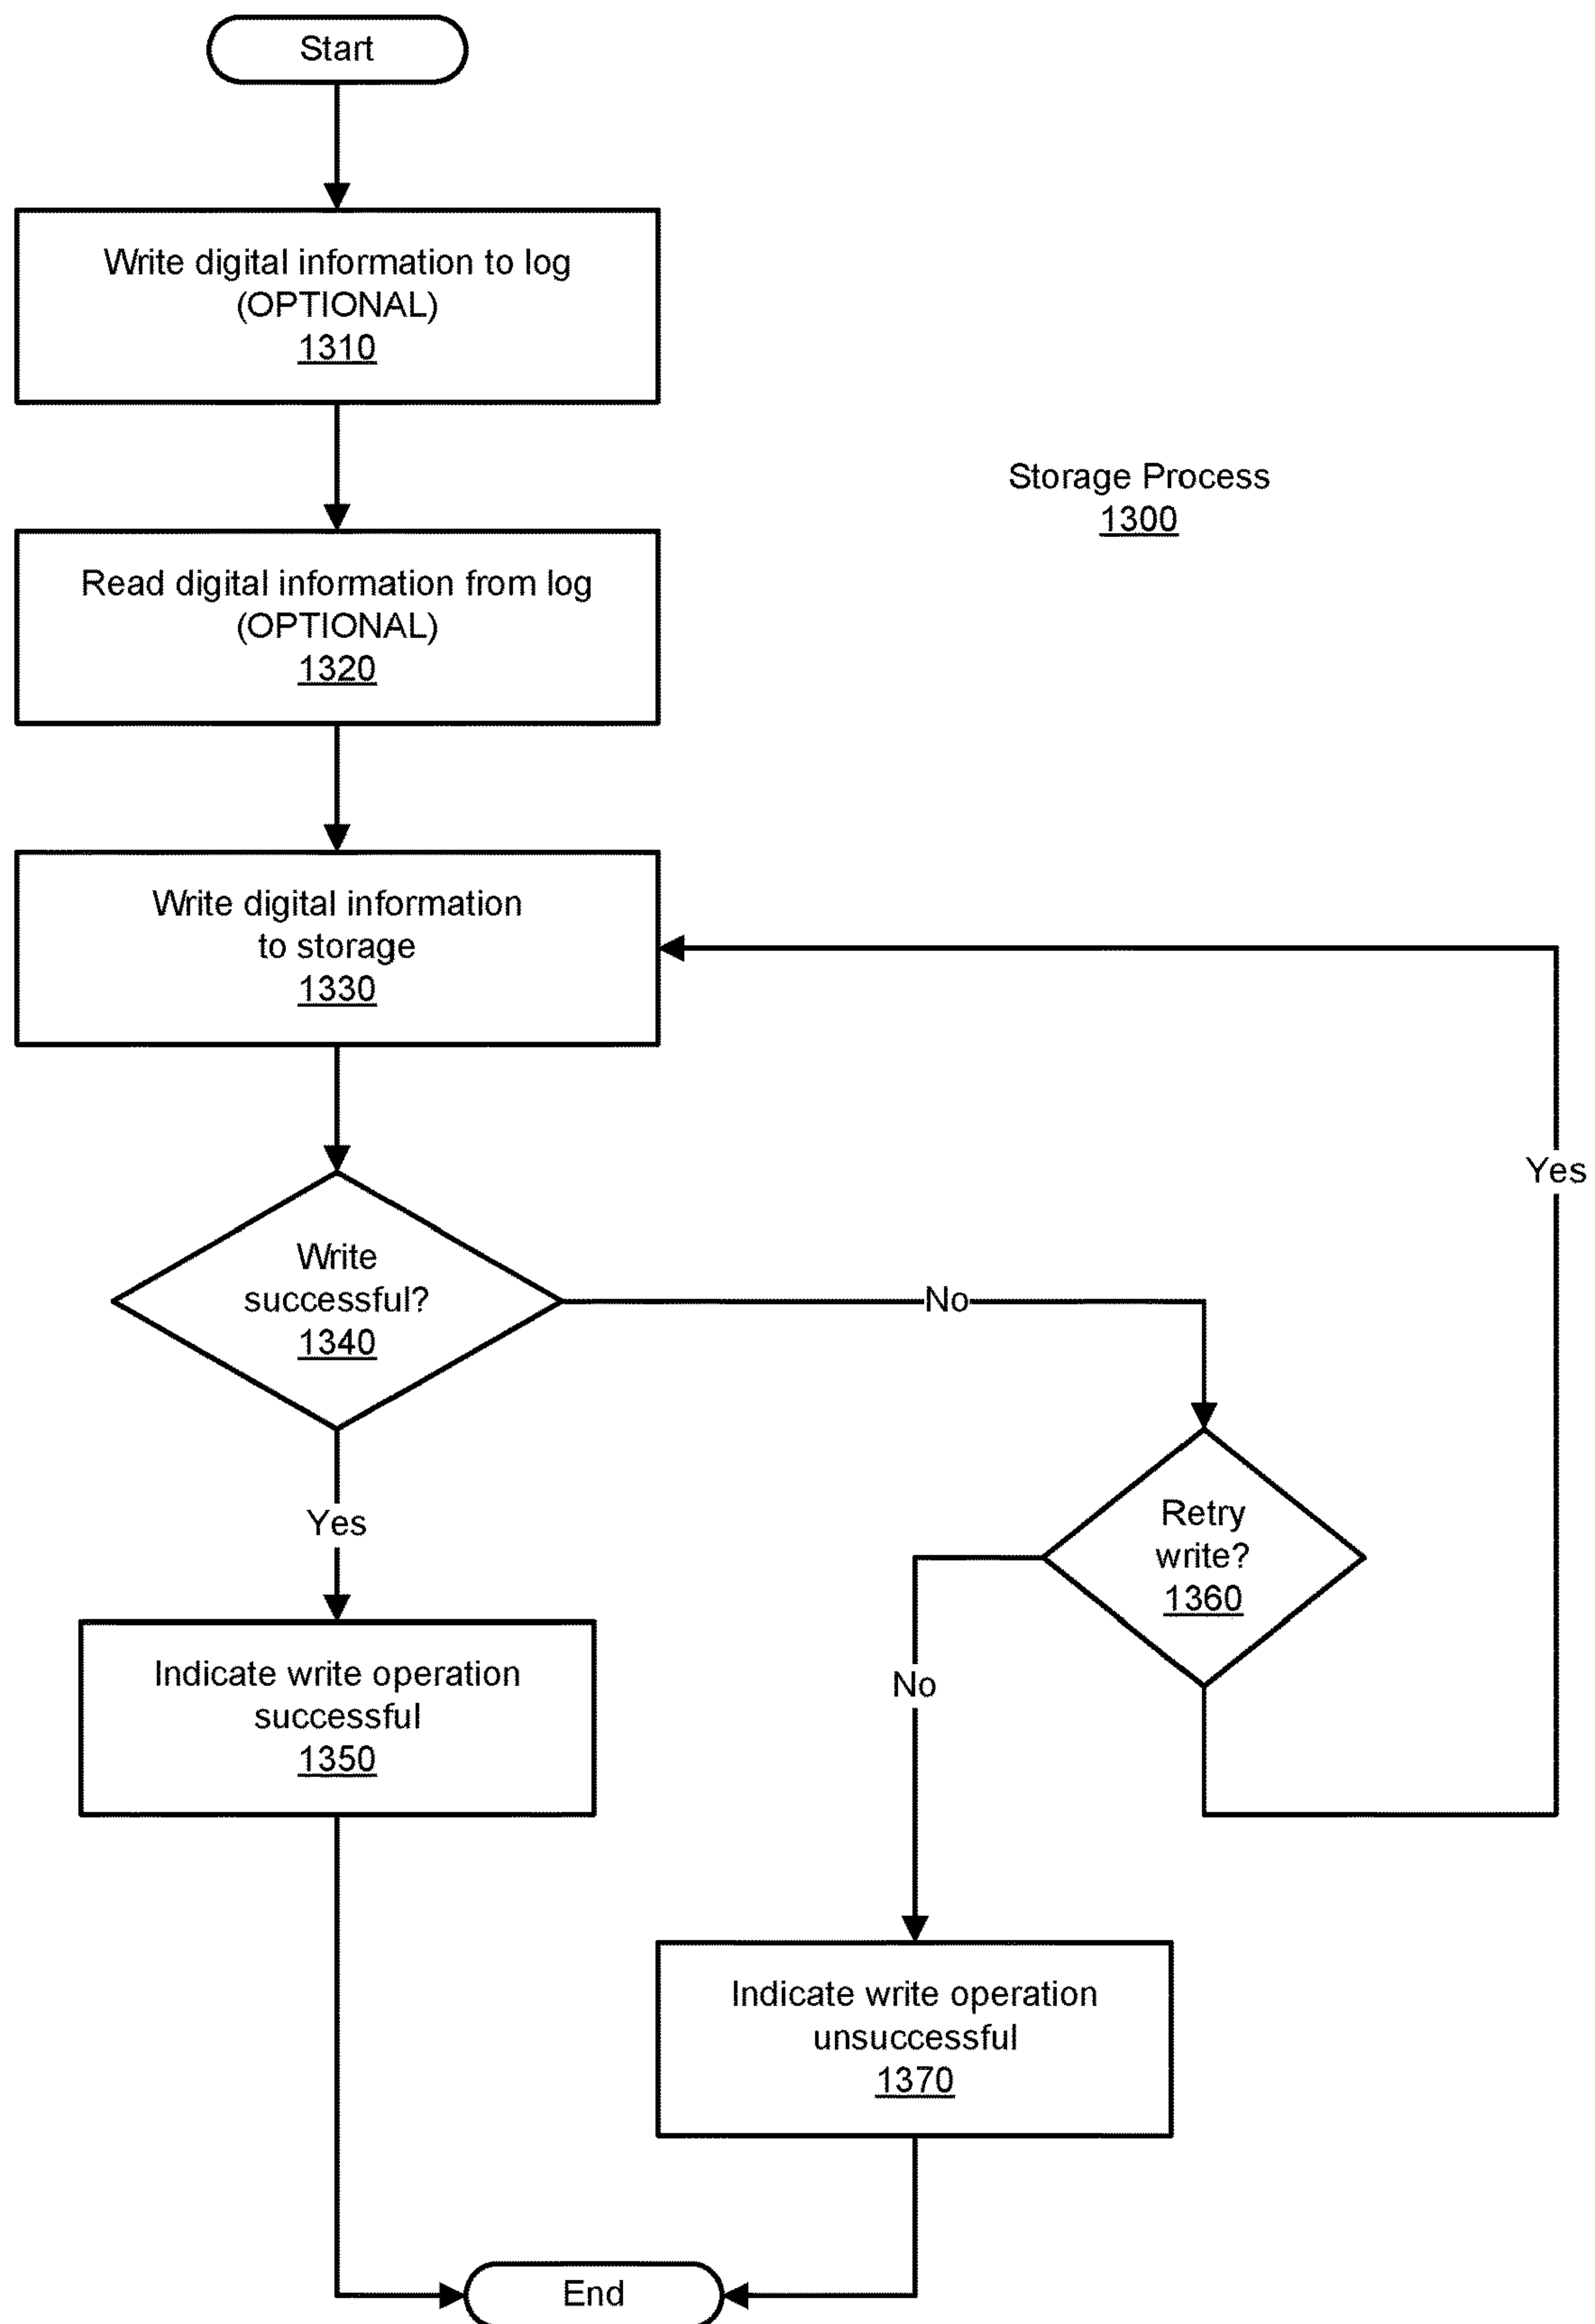 Start
Write digital information to log
(OPTIONAL)
1310
Storage Process
1300
Read digital information from log
(OPTIONAL)
1320
Write digital information
to storage
1330
Yes
Write
successful?
1340
No
Retry
write?
1360
Yes
No
Indicate write operation
successful
1350
Indicate write operation
unsuccessful
1370
End